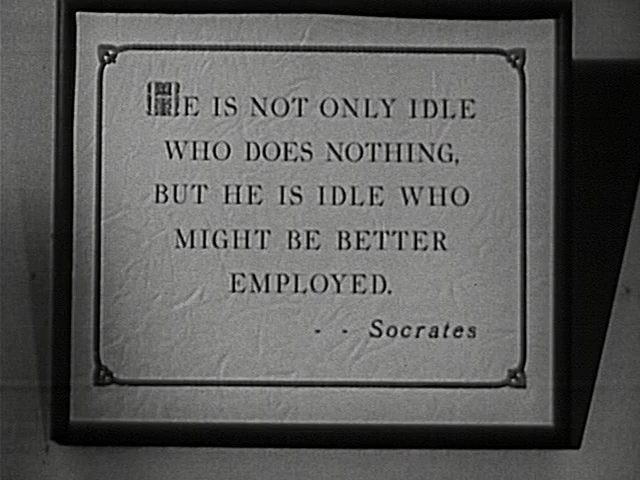 HE IS NOT ONLY IDLE
WHO DOES NOTHING,
BUT HE IS IDLE WHO
MIGHT BE BETTER
EMPLOYED.
- - Socrates